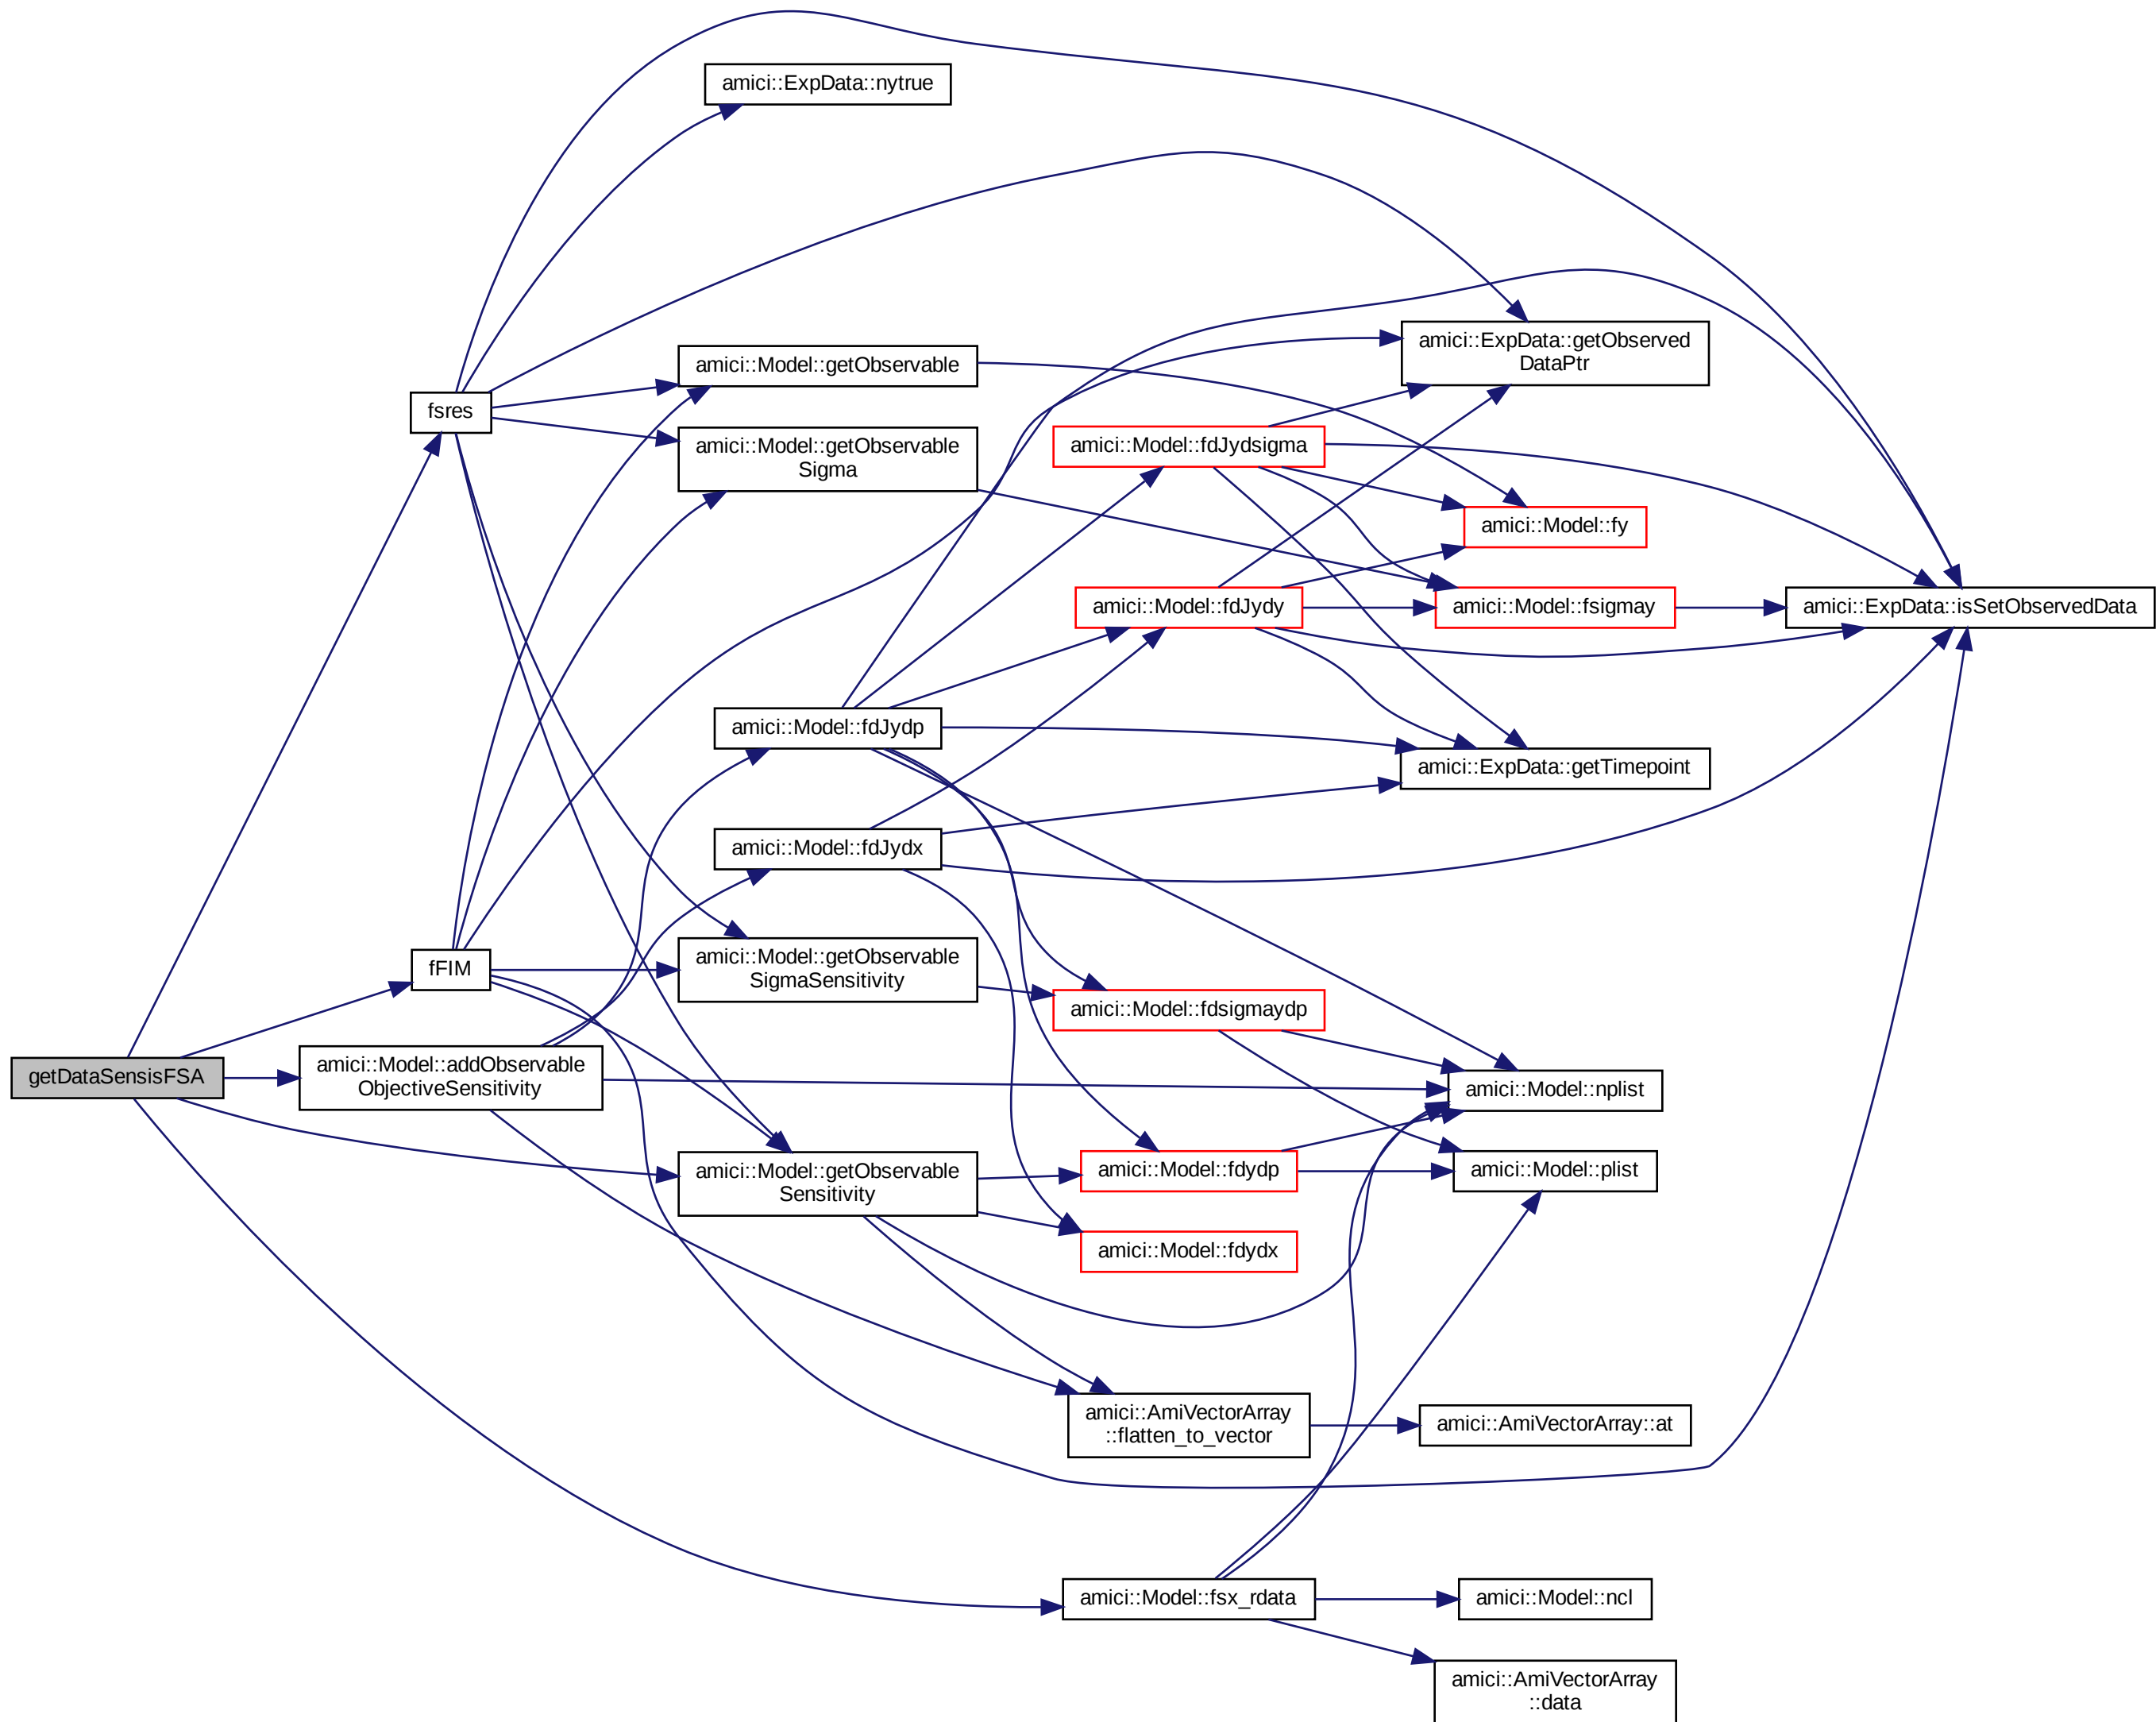 amici::ExpData::nytrue
amici::ExpData::getObserved
DataPtr
amici::Model::getObservable
fsres
amici::Model::getObservable
Sigma
amici::Model::fdJydsigma
amici::Model::fy
amici::Model::fdJydy
amici::Model::fsigmay
amici::ExpData::isSetObservedData
amici::Model::fdJydp
amici::ExpData::getTimepoint
amici::Model::fdJydx
fFIM
amici::Model::getObservable
SigmaSensitivity
amici::Model::fdsigmaydp
getDataSensisFSA
amici::Model::addObservable
ObjectiveSensitivity
amici::Model::nplist
amici::Model::getObservable
Sensitivity
amici::Model::fdydp
amici::Model::plist
amici::Model::fdydx
amici::AmiVectorArray
::flatten_to_vector
amici::AmiVectorArray::at
amici::Model::fsx_rdata
amici::Model::ncl
amici::AmiVectorArray
::data